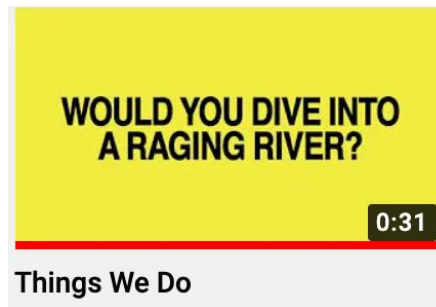 WOULD YOU DIVE INTO
A RAGING RIVER?
0:31
Things We Do